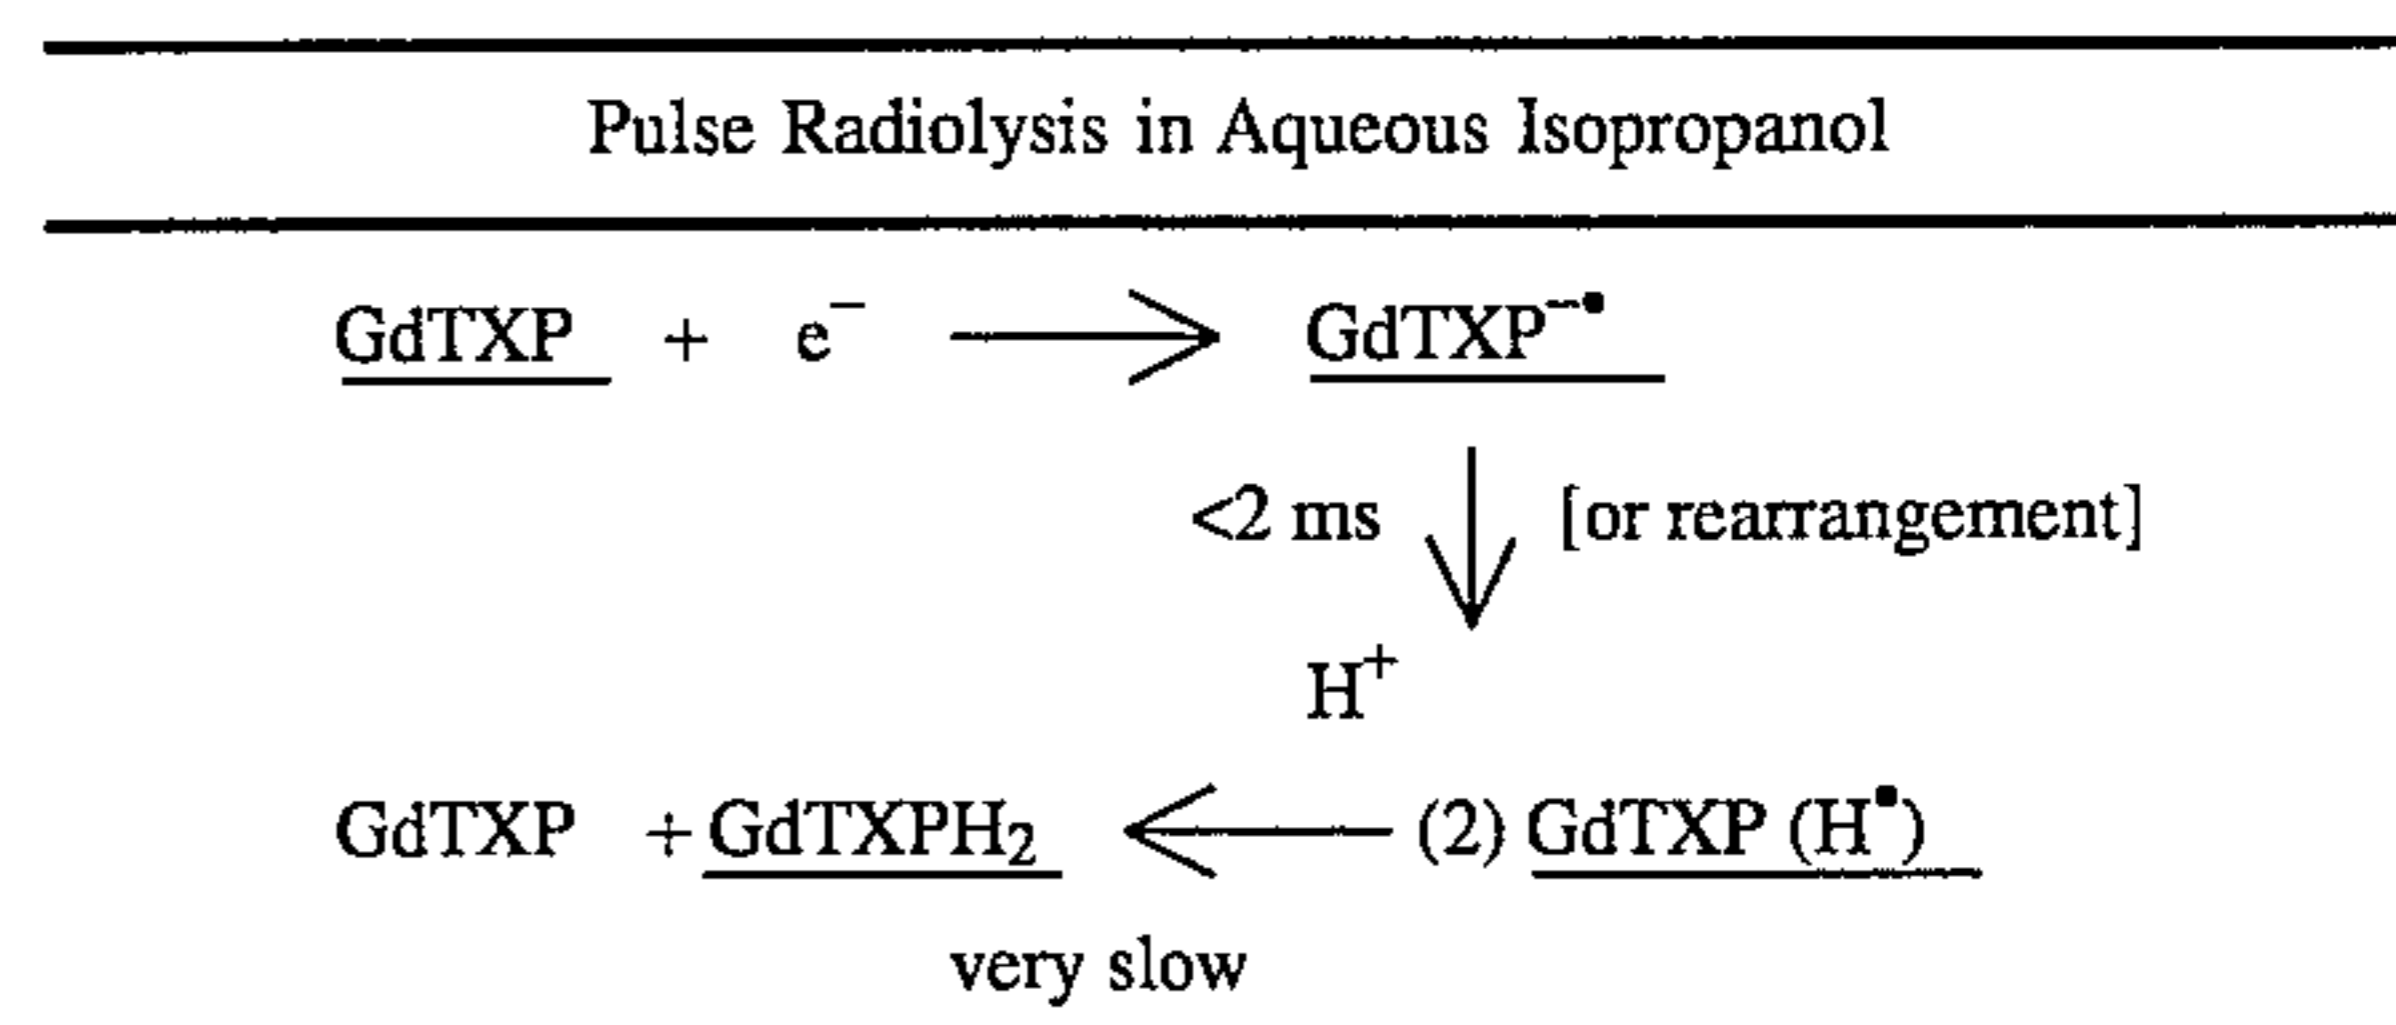 Pulse Radiolysis in Aqueous Isopropanol
GdTXP + e⁻ ⟶ GdTXP⁻•
<2 ms [or rearrangement]
H⁺
GdTXP + GdTXPH₂ ⟵ (2) GdTXP (H•)
very slow